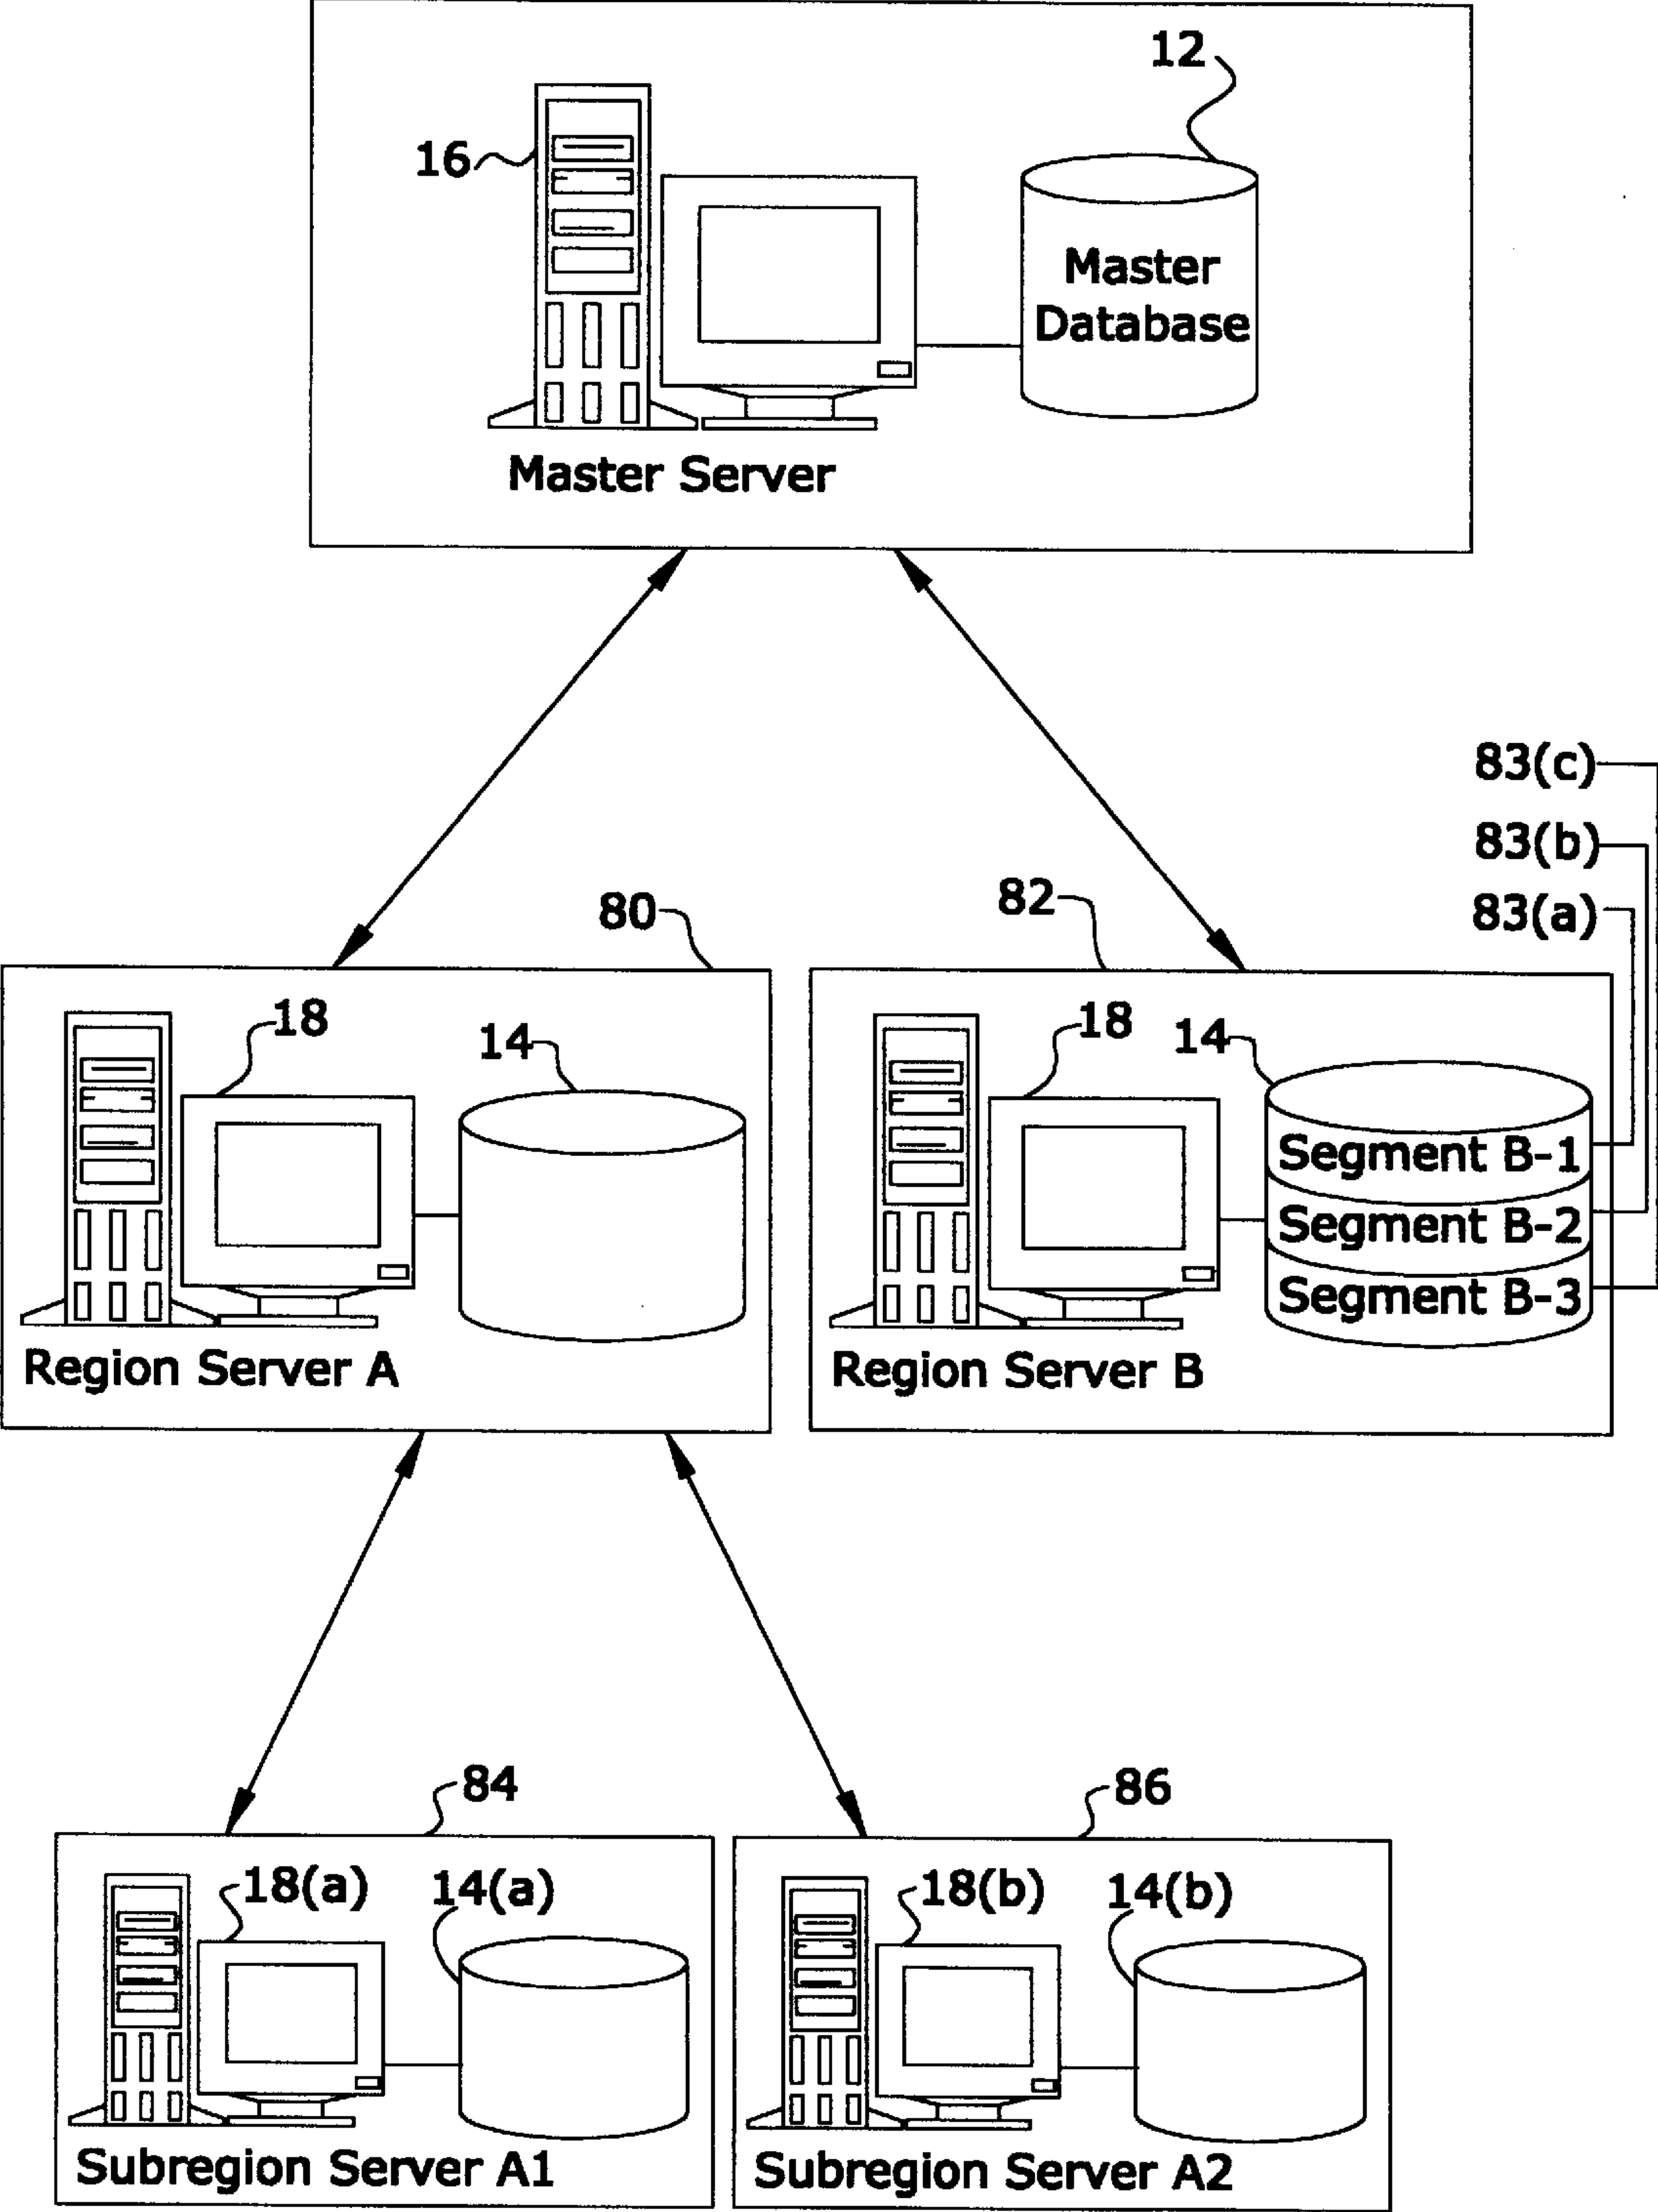 12
16
Master
Database
Master Server
83(c)
83(b)
83(a)
80
82
18
14
18
14
Segment B-1
Segment B-2
Segment B-3
Region Server A
Region Server B
84
86
18(a)
14(a)
18(b)
14(b)
Subregion Server A1
Subregion Server A2